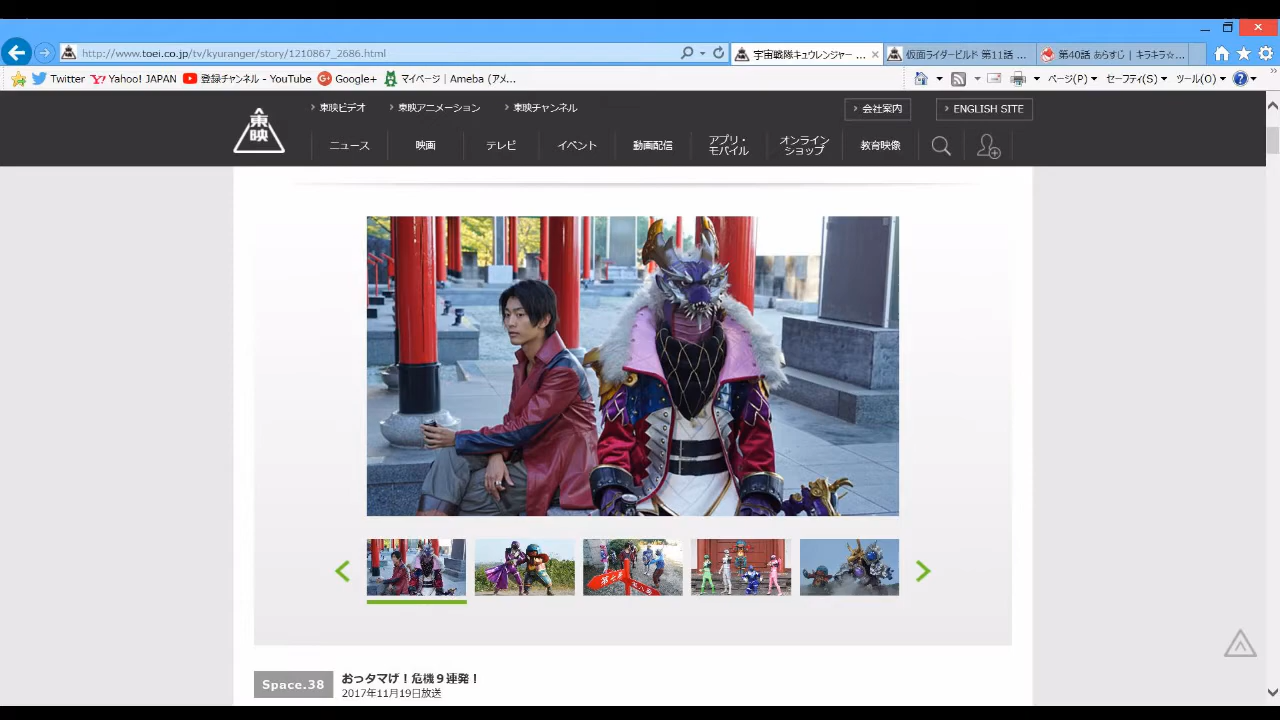 http://www.toei.co.jp/tv/kyuranger/story/1210867_2686.html
宇宙戦隊キュウレンジャー ...
仮面ライダービルド 第11話 ...
第40話 あらすじ | キラキラ☆...
Twitter
Yahoo! JAPAN
登録チャンネル - YouTube
Google+
マイページ｜Ameba (アメ...
ページ(P)
セーフティ(S)
ツール(O)
東映ビデオ
東映アニメーション
東映チャンネル
会社案内
ENGLISH SITE
東映
ニュース
映画
テレビ
イベント
動画配信
アプリ・
モバイル
オンライン
ショップ
教育映像
Space.38
おっタマげ！危機９連発！
2017年11月19日放送